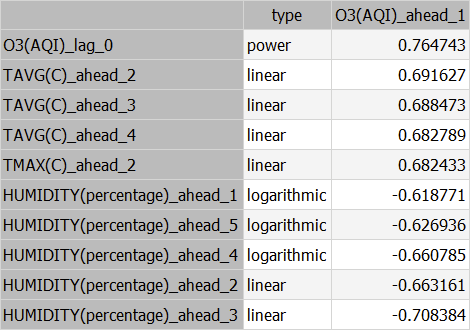 type O3(AQI)_ahead_1
O3(AQI)_lag_0 power 0.764743
TAVG(C)_ahead_2 linear 0.691627
TAVG(C)_ahead_3 linear 0.688473
TAVG(C)_ahead_4 linear 0.682789
TMAX(C)_ahead_2 linear 0.682433
HUMIDITY(percentage)_ahead_1 logarithmic -0.618771
HUMIDITY(percentage)_ahead_5 logarithmic -0.626936
HUMIDITY(percentage)_ahead_4 logarithmic -0.660785
HUMIDITY(percentage)_ahead_2 linear -0.663161
HUMIDITY(percentage)_ahead_3 linear -0.708384